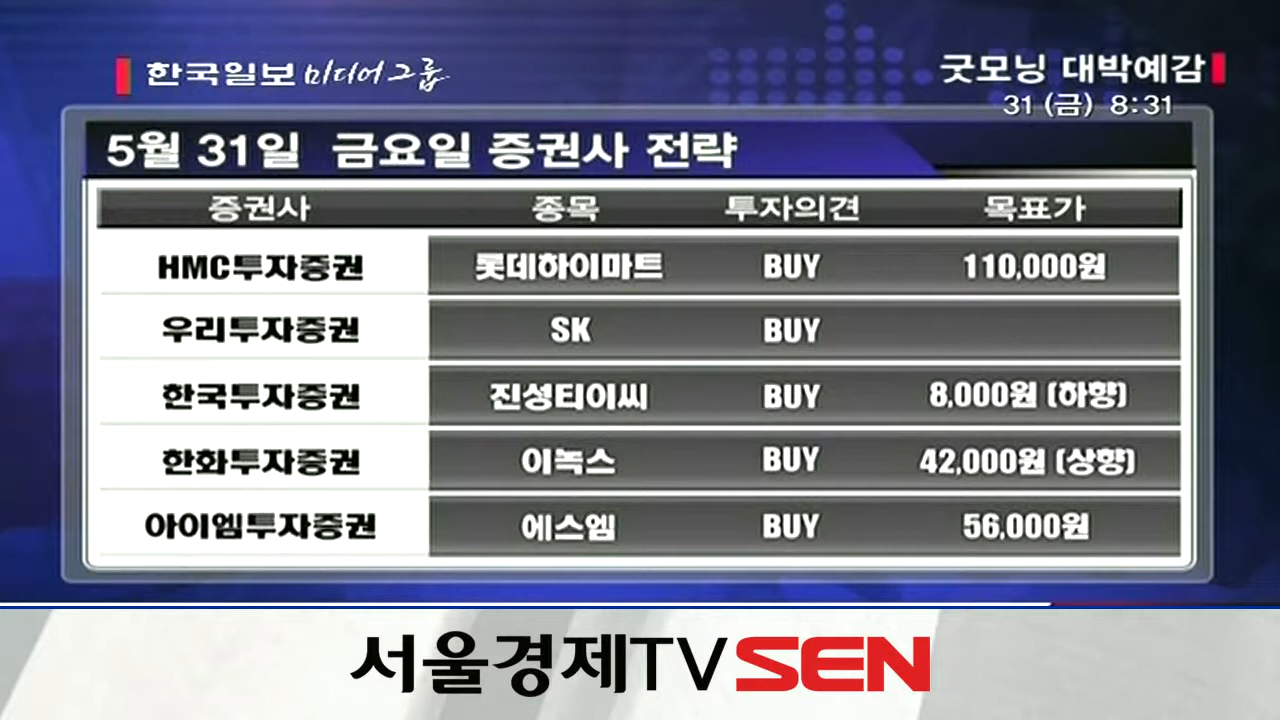 한국일보 미디어그룹
굿모닝 대박예감
31 (금) 8:31
5월 31일 금요일 증권사 전략
증권사 종목 투자의견 목표가
HMC투자증권 롯데하이마트 BUY 110,000원
우리투자증권 SK BUY
한국투자증권 진성티이씨 BUY 8,000원 (하향)
한화투자증권 이녹스 BUY 42,000원 (상향)
아이엠투자증권 에스엠 BUY 56,000원
서울경제TV SEN